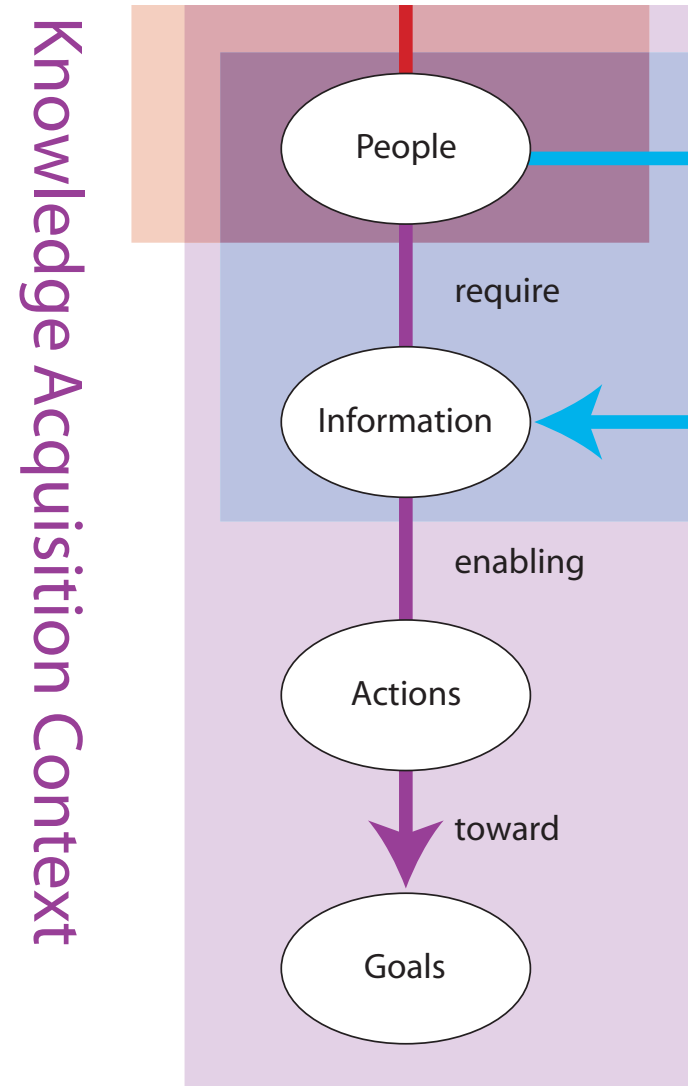 Knowledge Acquisition Context
People
require
Information
enabling
Actions
toward
Goals